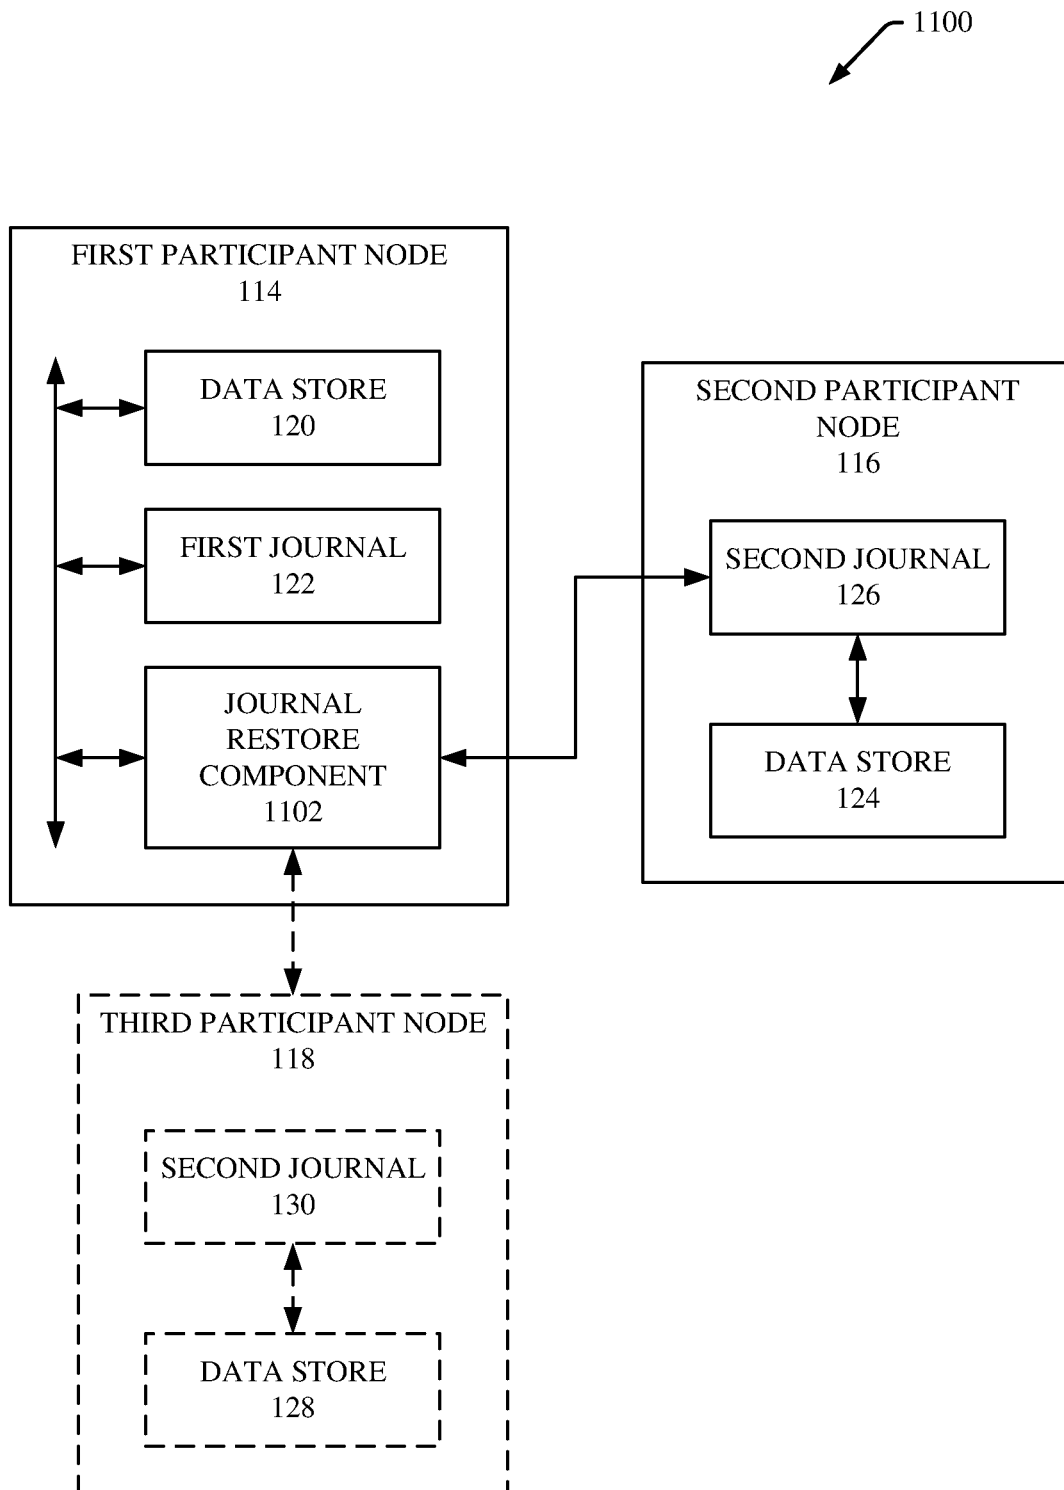 1100
FIRST PARTICIPANT NODE
114
DATA STORE
120
FIRST JOURNAL
122
JOURNAL
RESTORE
COMPONENT
1102
SECOND PARTICIPANT
NODE
116
SECOND JOURNAL
126
DATA STORE
124
THIRD PARTICIPANT NODE
118
SECOND JOURNAL
130
DATA STORE
128